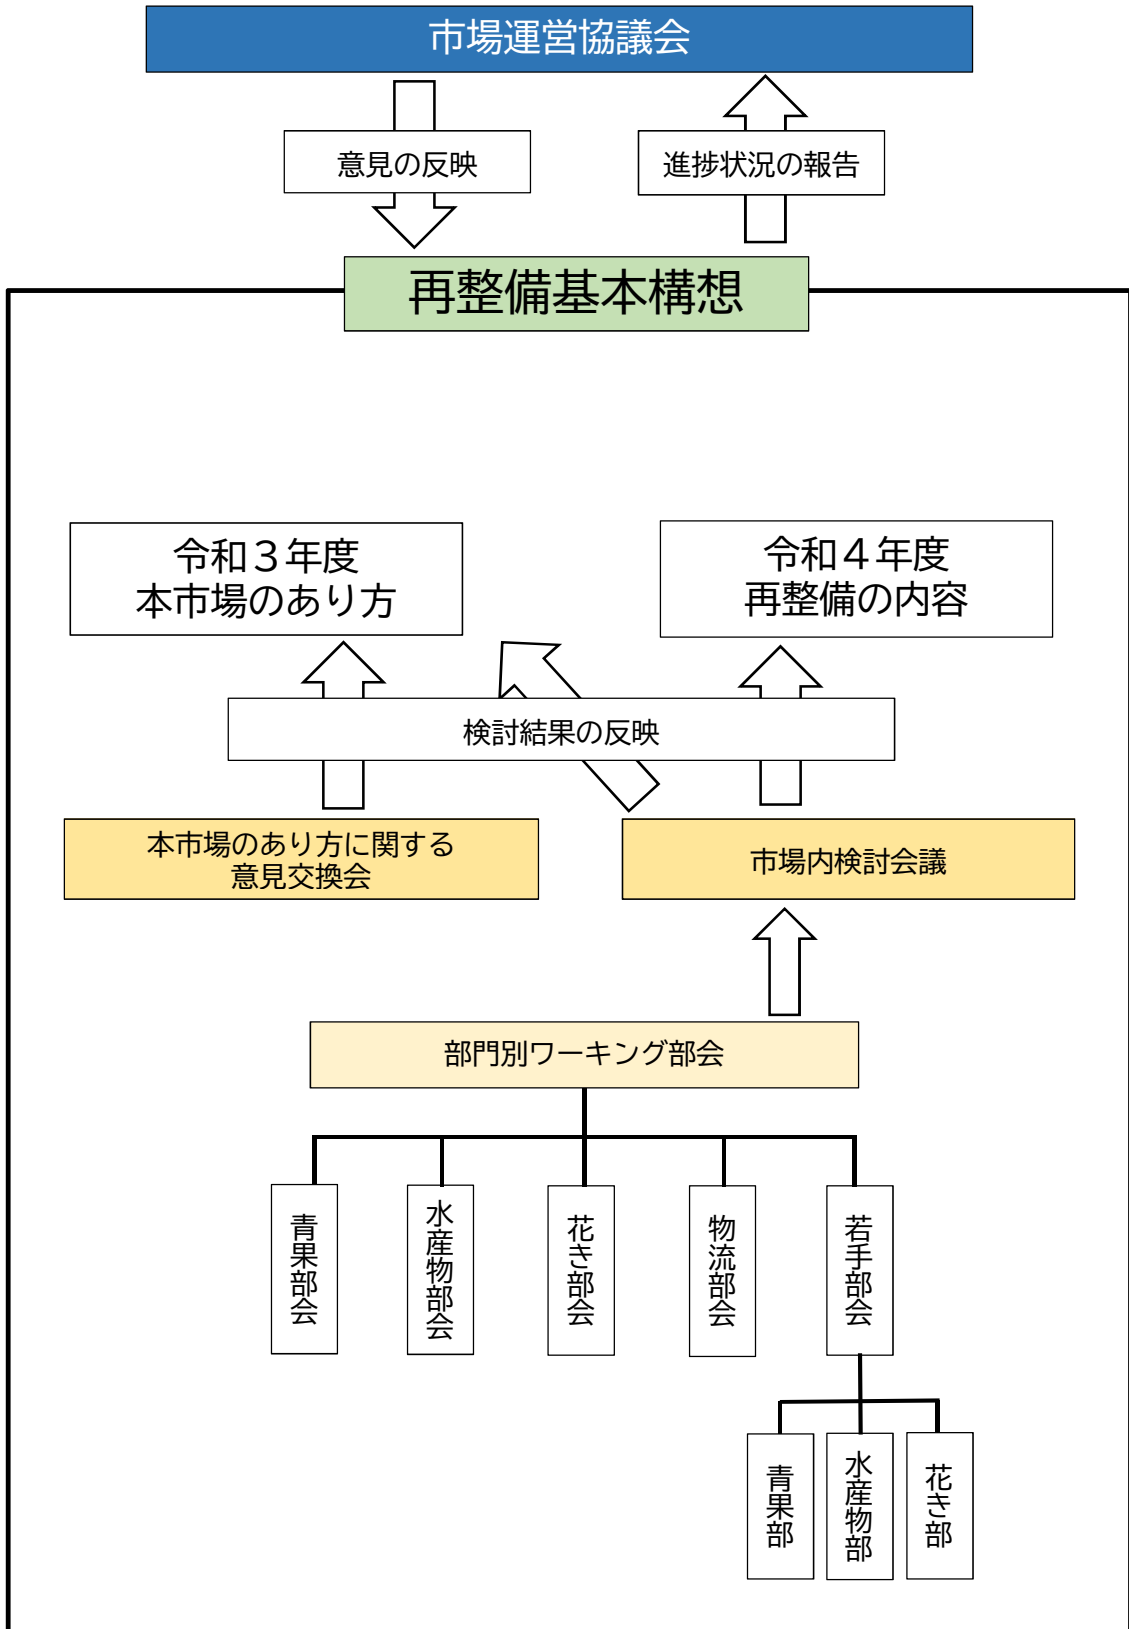 市場運営協議会
意見の反映
進捗状況の報告
再整備基本構想
令和３年度
本市場のあり方
令和４年度
再整備の内容
検討結果の反映
本市場のあり方に関する
意見交換会
市場内検討会議
部門別ワーキング部会
青果部会
水産物部会
花き部会
物流部会
若手部会
青果部
水産物部
花き部